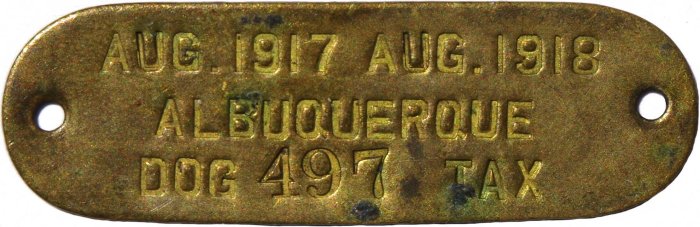 AUG. 1917 AUG. 1918
ALBUQUERQUE
DOG 497 TAX